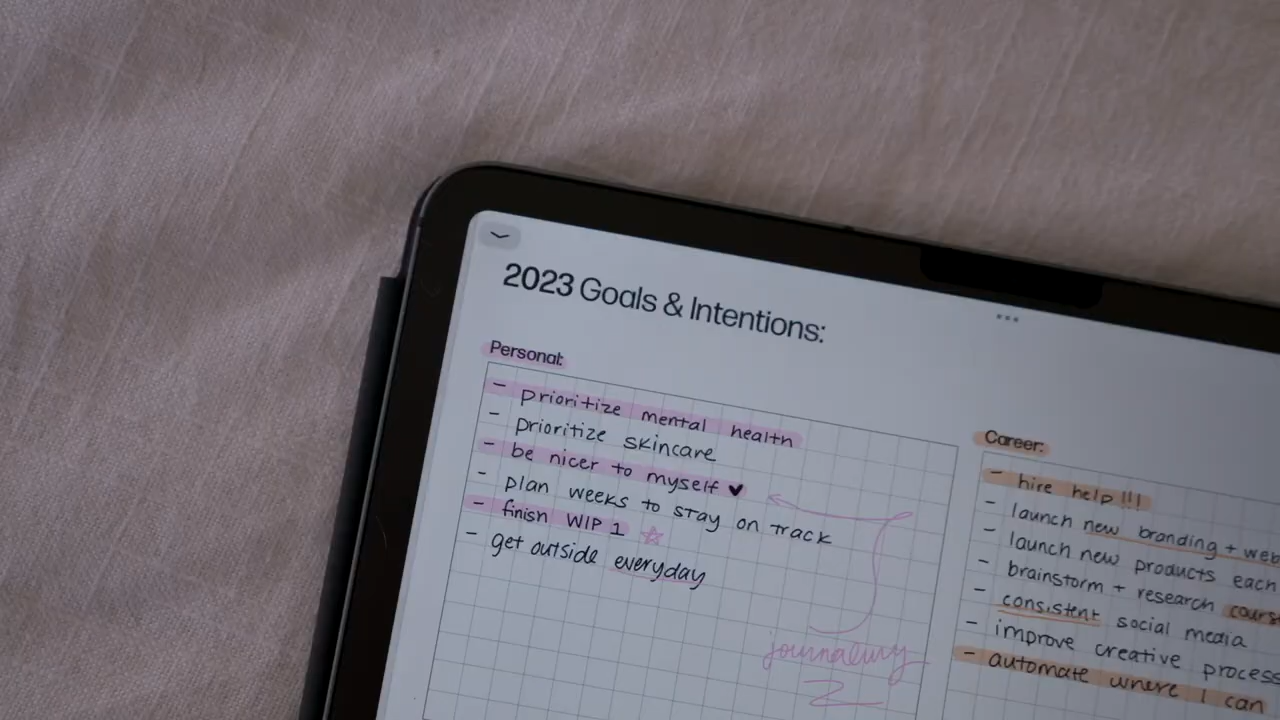 2023 Goals & Intentions:
Personal:
- prioritize mental health
- prioritize skincare
- be nicer to myself ♥
- plan weeks to stay on track
- finish WIP 1 ☆
- get outside everyday
Career:
- hire help!!!
- launch new branding + web
- launch new products each
- brainstorm + research cours
- consistent social media
- improve creative process
- automate where I can